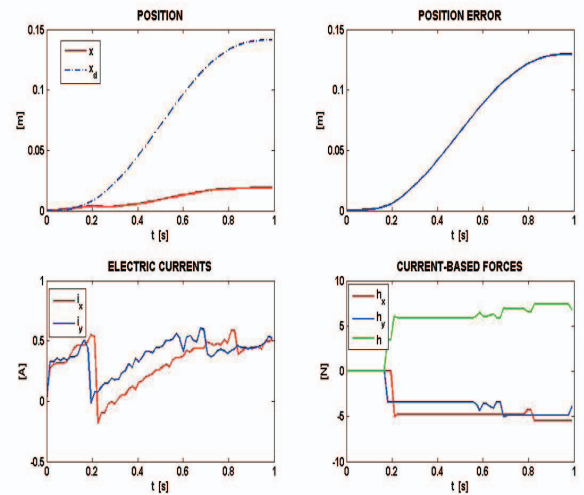 POSITION
0.15
0.1
0.05
0
[m]
x
x_d
0 0.2 0.4 0.6 0.8 1
t [s]
POSITION ERROR
0.15
0.1
0.05
0
[m]
0 0.2 0.4 0.6 0.8 1
t [s]
ELECTRIC CURRENTS
1
0.5
0
-0.5
[A]
i_x
i_y
0 0.2 0.4 0.6 0.8 1
t [s]
CURRENT-BASED FORCES
10
5
0
-5
-10
[N]
h_x
h_y
h
0 0.2 0.4 0.6 0.8 1
t [s]